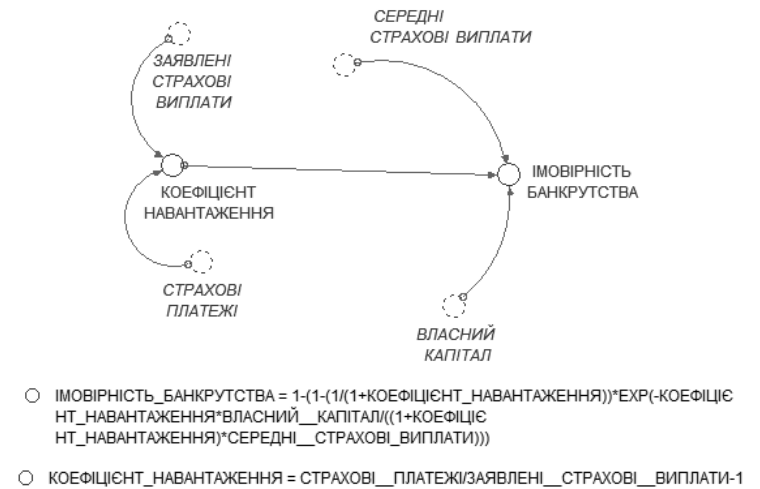 СЕРЕДНІ
СТРАХОВІ ВИПЛАТИ
ЗАЯВЛЕНІ
СТРАХОВІ
ВИПЛАТИ
ІМОВІРНІСТЬ
БАНКРУТСТВА
КОЕФІЦІЄНТ
НАВАНТАЖЕННЯ
СТРАХОВІ
ПЛАТЕЖІ
ВЛАСНИЙ
КАПІТАЛ
ІМОВІРНІСТЬ_БАНКРУТСТВА = 1-(1-(1/(1+КОЕФІЦІЄНТ_НАВАНТАЖЕННЯ))*EXP(-КОЕФІЦІЄ
НТ_НАВАНТАЖЕННЯ*ВЛАСНИЙ__КАПІТАЛ/((1+КОЕФІЦІЄ
НТ_НАВАНТАЖЕННЯ)*СЕРЕДНІ__СТРАХОВІ_ВИПЛАТИ)))
КОЕФІЦІЄНТ_НАВАНТАЖЕННЯ = СТРАХОВІ__ПЛАТЕЖІ/ЗАЯВЛЕНІ__СТРАХОВІ__ВИПЛАТИ-1